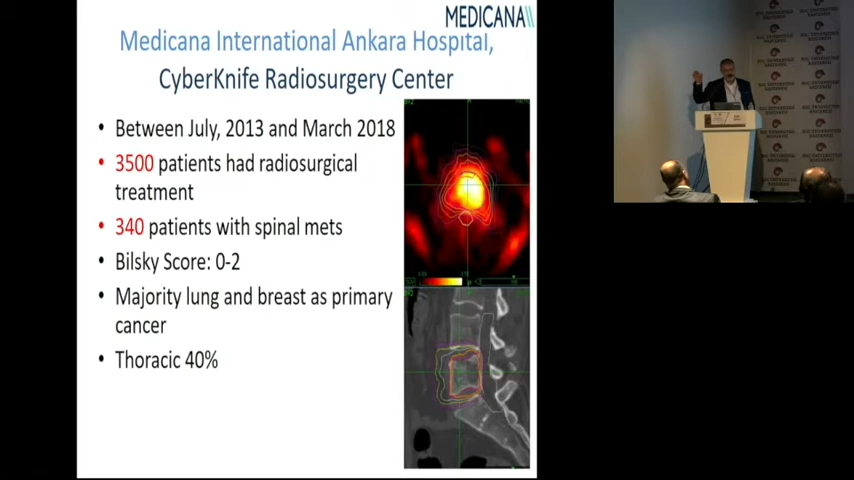 MEDICANA
Medicana International Ankara Hospital,
CyberKnife Radiosurgery Center
• Between July, 2013 and March 2018
• 3500 patients had radiosurgical
treatment
• 340 patients with spinal mets
• Bilsky Score: 0-2
• Majority lung and breast as primary
cancer
• Thoracic 40%